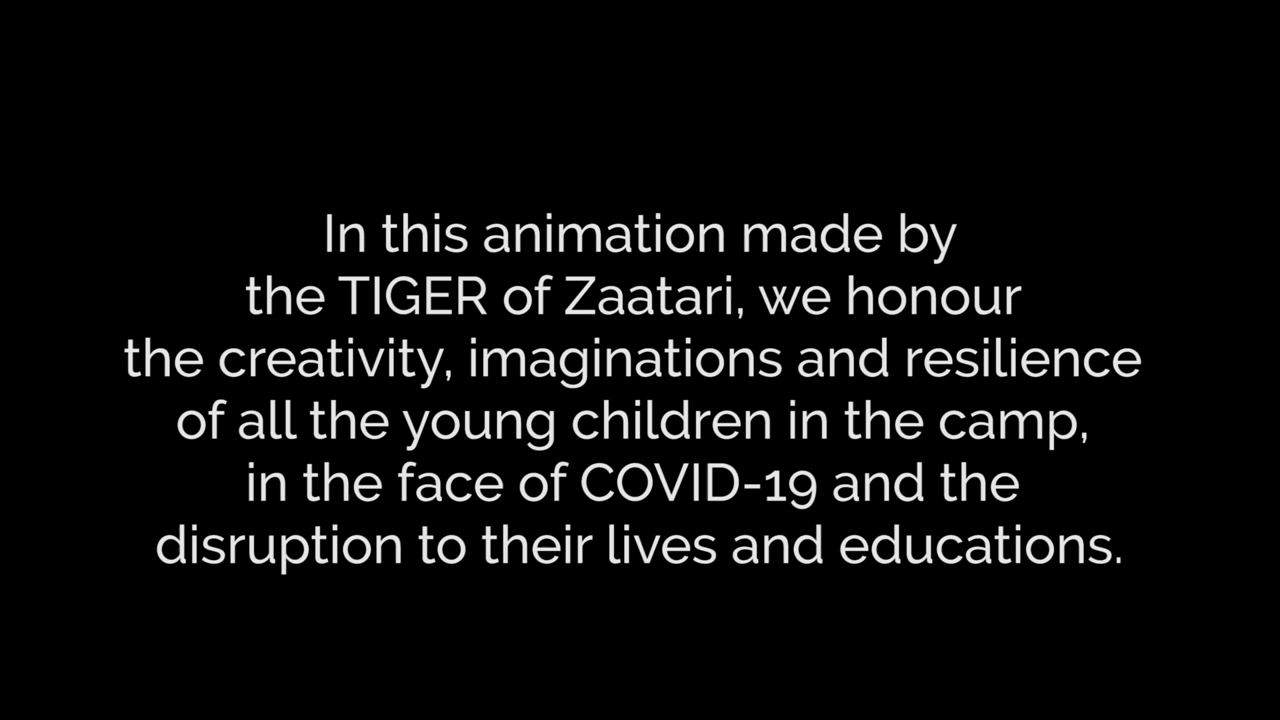 In this animation made by
the TIGER of Zaatari, we honour
the creativity, imaginations and resilience
of all the young children in the camp,
in the face of COVID-19 and the
disruption to their lives and educations.